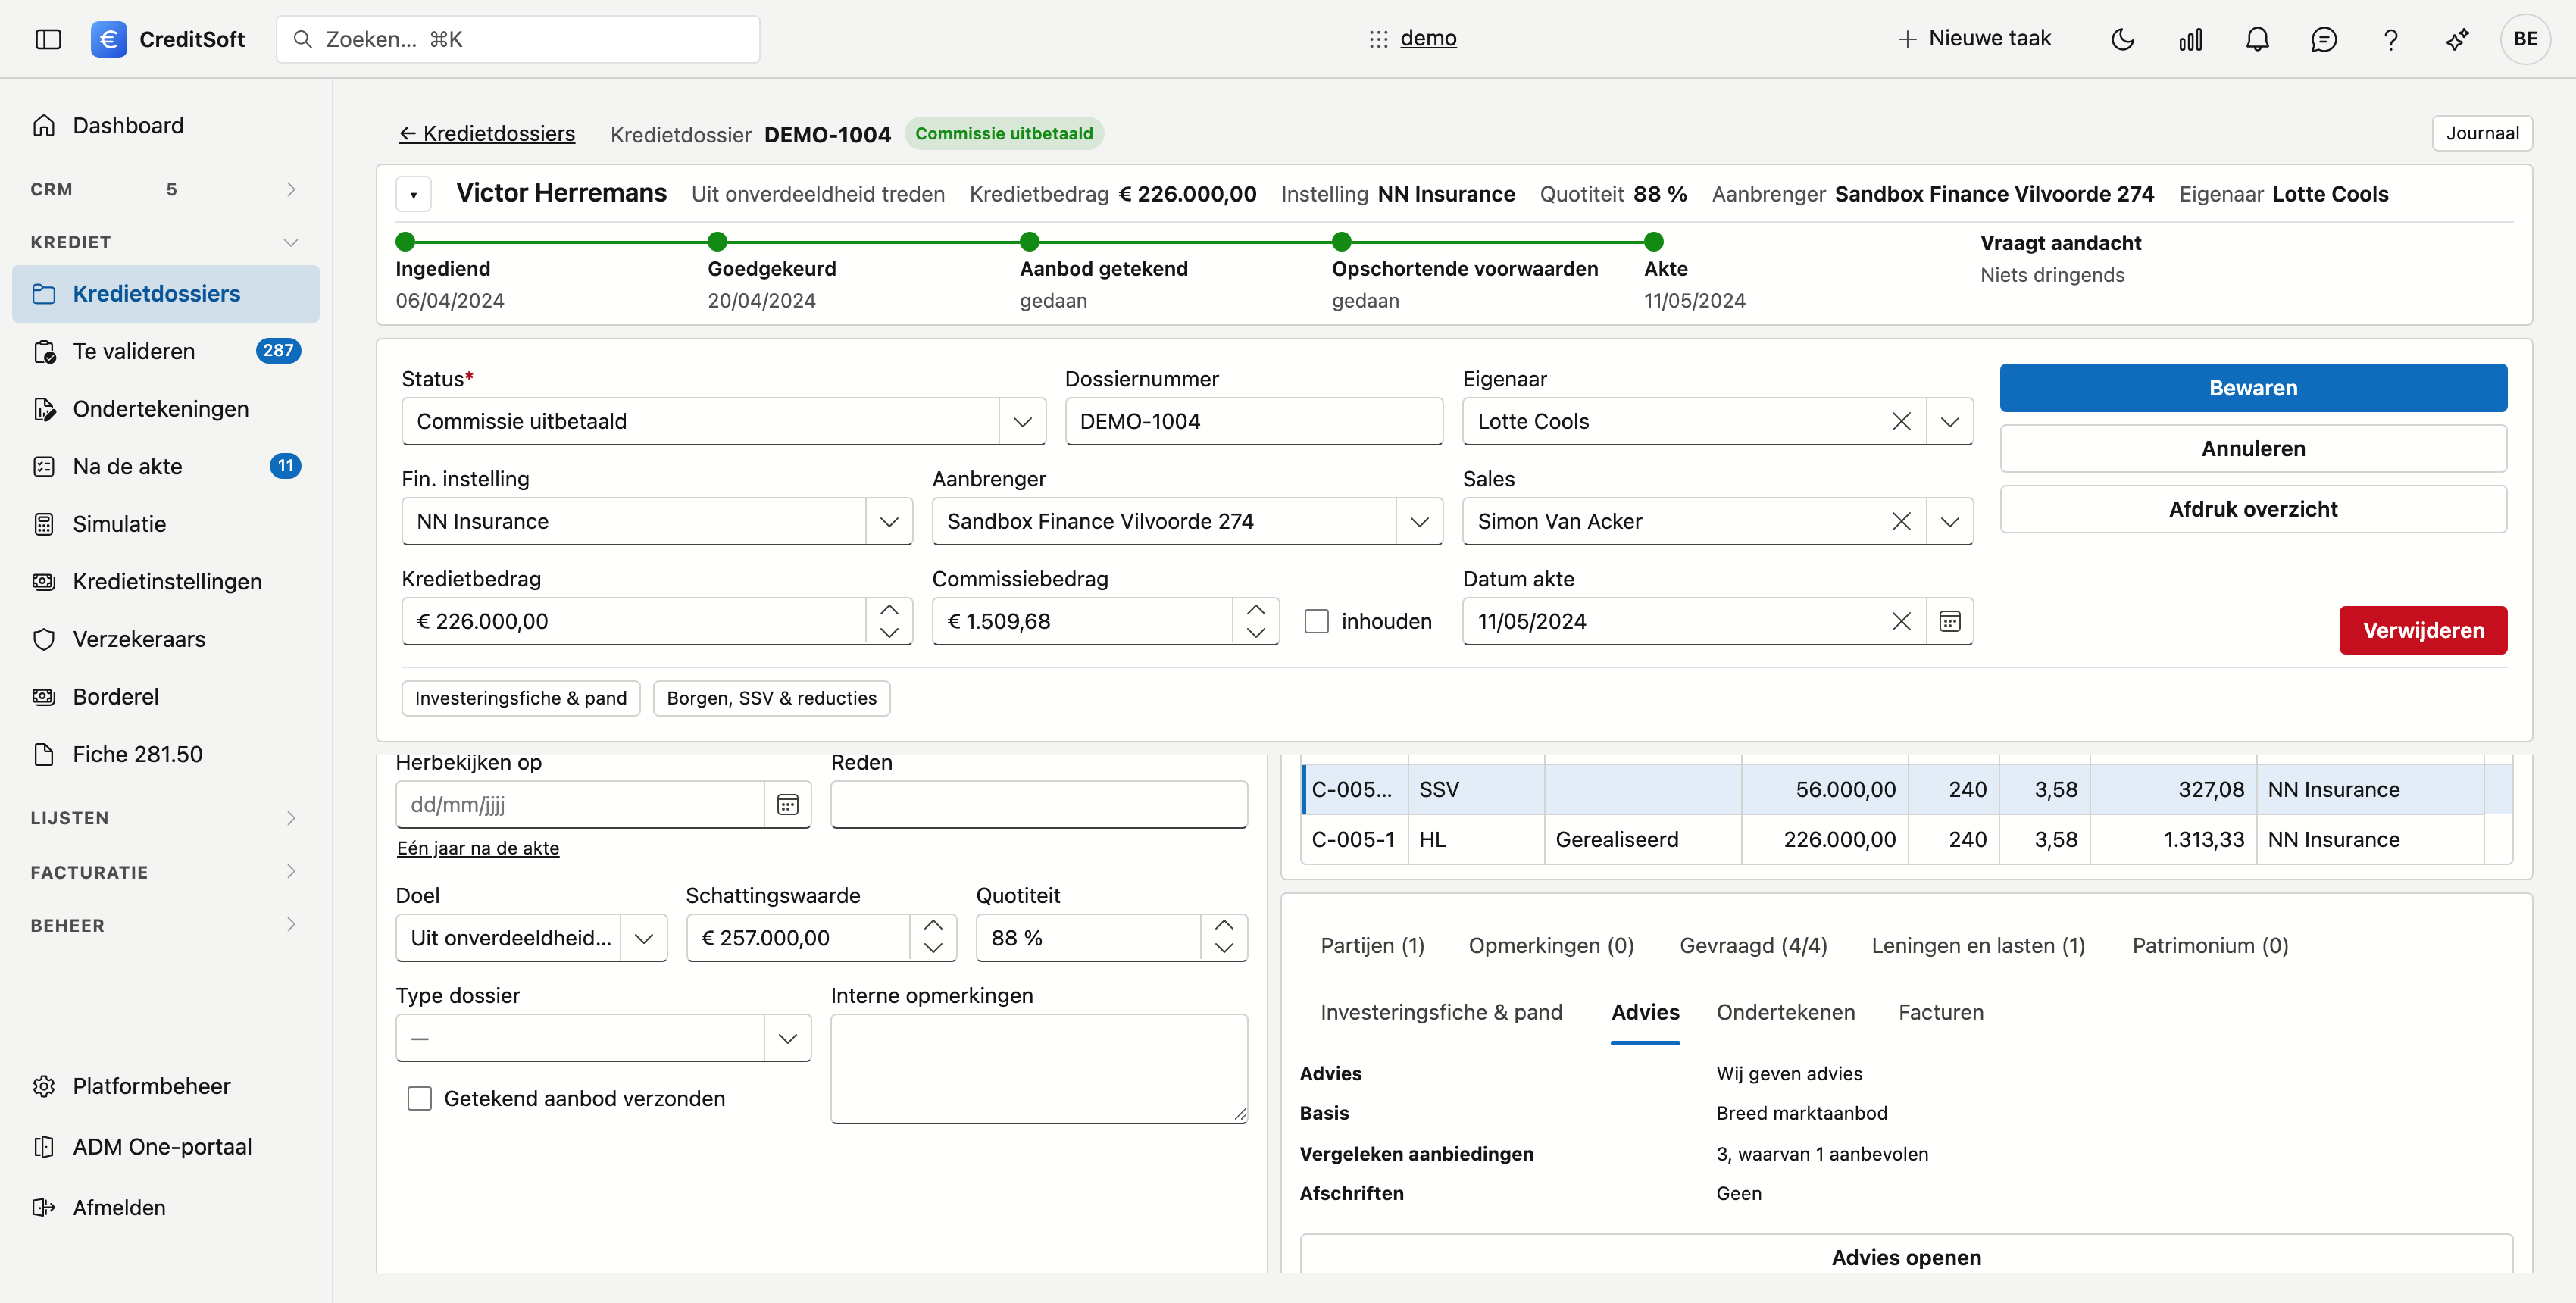 CreditSoft
Zoeken... ⌘K
demo
Nieuwe taak
BE
Dashboard
CRM 5
KREDIET
Kredietdossiers
Te valideren 287
Ondertekeningen
Na de akte 11
Simulatie
Kredietinstellingen
Verzekeraars
Borderel
Fiche 281.50
LIJSTEN
FACTURATIE
BEHEER
Platformbeheer
ADM One-portaal
Afmelden
← Kredietdossiers Kredietdossier DEMO-1004 Commissie uitbetaald Journaal
Victor Herremans Uit onverdeeldheid treden Kredietbedrag € 226.000,00 Instelling NN Insurance Quotiteit 88 % Aanbrenger Sandbox Finance Vilvoorde 274 Eigenaar Lotte Cools
Ingediend Goedgekeurd Aanbod getekend Opschortende voorwaarden Akte
06/04/2024 20/04/2024 gedaan gedaan 11/05/2024
Vraagt aandacht
Niets dringends
Status* Dossiernummer Eigenaar
Commissie uitbetaald DEMO-1004 Lotte Cools
Fin. instelling Aanbrenger Sales
NN Insurance Sandbox Finance Vilvoorde 274 Simon Van Acker
Kredietbedrag Commissiebedrag Datum akte
€ 226.000,00 € 1.509,68 inhouden 11/05/2024
Bewaren
Annuleren
Afdruk overzicht
Verwijderen
Investeringsfiche & pand Borgen, SSV & reducties
Herbekijken op Reden
dd/mm/jjjj
Eén jaar na de akte
Doel Schattingswaarde Quotiteit
Uit onverdeeldheid... € 257.000,00 88 %
Type dossier Interne opmerkingen
—
Getekend aanbod verzonden
C-005... SSV 56.000,00 240 3,58 327,08 NN Insurance
C-005-1 HL Gerealiseerd 226.000,00 240 3,58 1.313,33 NN Insurance
Partijen (1) Opmerkingen (0) Gevraagd (4/4) Leningen en lasten (1) Patrimonium (0)
Investeringsfiche & pand Advies Ondertekenen Facturen
Advies Wij geven advies
Basis Breed marktaanbod
Vergeleken aanbiedingen 3, waarvan 1 aanbevolen
Afschriften Geen
Advies openen